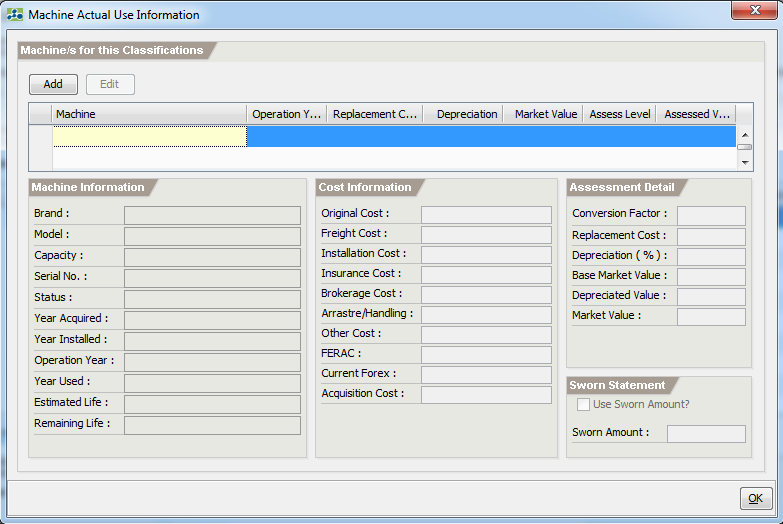 Machine Actual Use Information
Machine/s for this Classifications
Add Edit
Machine Operation Y... Replacement C... Depreciation Market Value Assess Level Assessed V...
Machine Information
Brand :
Model :
Capacity :
Serial No. :
Status :
Year Acquired :
Year Installed :
Operation Year :
Year Used :
Estimated Life :
Remaining Life :
Cost Information
Original Cost :
Freight Cost :
Installation Cost :
Insurance Cost :
Brokerage Cost :
Arrastre/Handling :
Other Cost :
FERAC :
Current Forex :
Acquisition Cost :
Assessment Detail
Conversion Factor :
Replacement Cost :
Depreciation ( % ) :
Base Market Value :
Depreciated Value :
Market Value :
Sworn Statement
Use Sworn Amount?
Sworn Amount :
OK